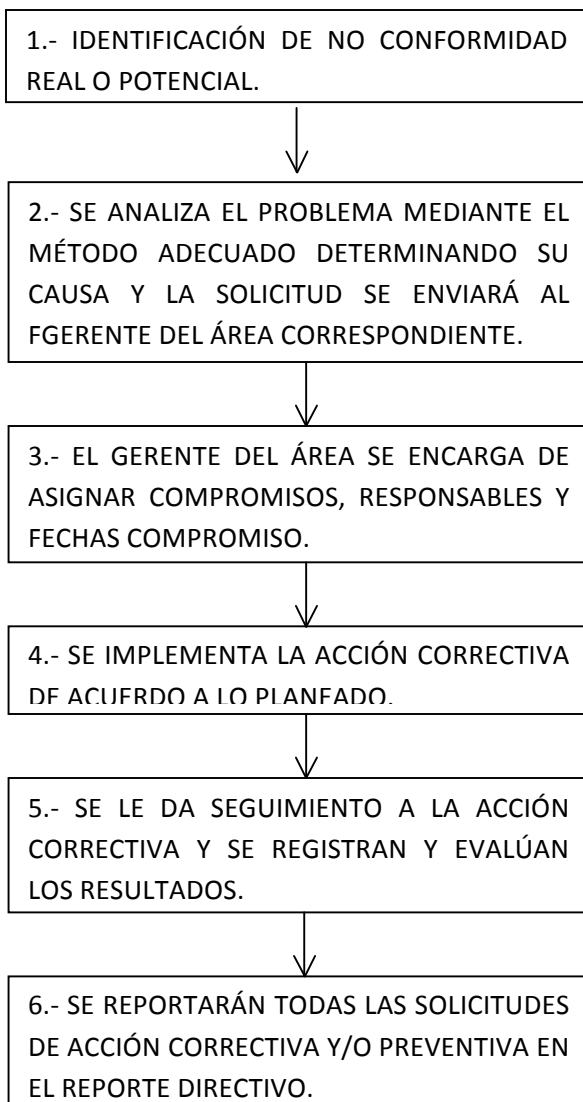 1.- IDENTIFICACIÓN DE NO CONFORMIDAD
REAL O POTENCIAL.
2.- SE ANALIZA EL PROBLEMA MEDIANTE EL
MÉTODO ADECUADO DETERMINANDO SU
CAUSA Y LA SOLICITUD SE ENVIARÁ AL
FGERENTE DEL ÁREA CORRESPONDIENTE.
3.- EL GERENTE DEL ÁREA SE ENCARGA DE
ASIGNAR COMPROMISOS, RESPONSABLES Y
FECHAS COMPROMISO.
4.- SE IMPLEMENTA LA ACCIÓN CORRECTIVA
DE ACUERDO A LO PLANEADO.
5.- SE LE DA SEGUIMIENTO A LA ACCIÓN
CORRECTIVA Y SE REGISTRAN Y EVALÚAN
LOS RESULTADOS.
6.- SE REPORTARÁN TODAS LAS SOLICITUDES
DE ACCIÓN CORRECTIVA Y/O PREVENTIVA EN
EL REPORTE DIRECTIVO.